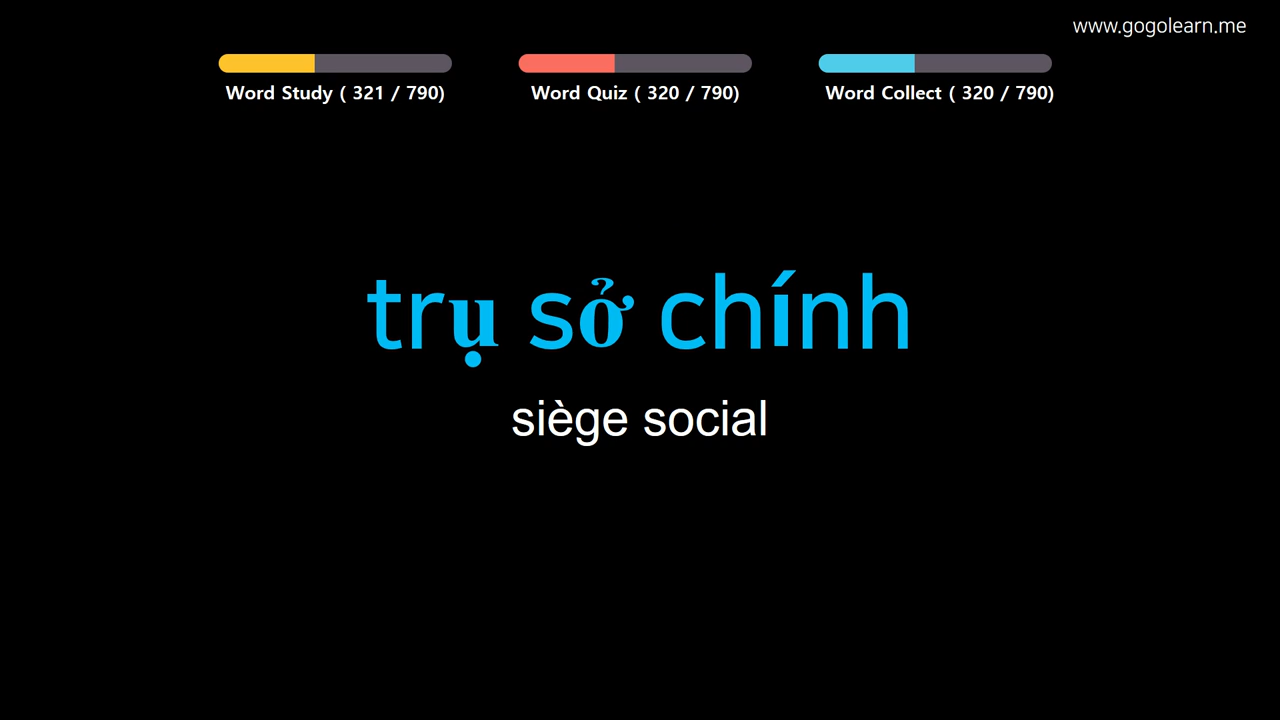 www.gogolearn.me
Word Study ( 321 / 790)
Word Quiz ( 320 / 790)
Word Collect ( 320 / 790)
trụ sở chính
siège social